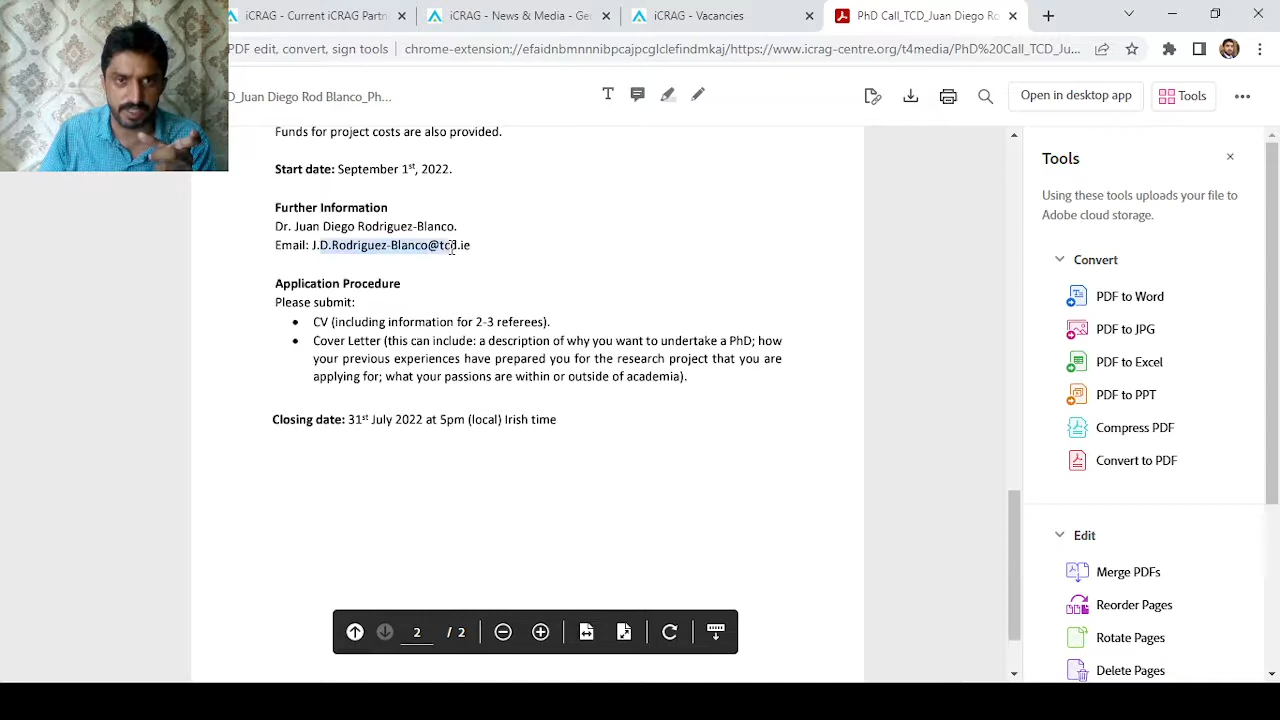 iCRAG - Current iCRAG Partn
iCRAG - News & Media - Ge
iCRAG - Vacancies
PhD Call_TCD_Juan Diego Ro
PDF edit, convert, sign tools
chrome-extension://efaidnbmnnnibpcajpcglclefindmkaj/https://www.icrag-centre.org/t4media/PhD%20Call_TCD_Ju...
D_Juan Diego Rod Blanco_Ph...
Open in desktop app
Tools
Funds for project costs are also provided.
Start date: September 1st, 2022.
Further Information
Dr. Juan Diego Rodriguez-Blanco.
Email: J.D.Rodriguez-Blanco@tcd.ie
Application Procedure
Please submit:
• CV (including information for 2-3 referees).
• Cover Letter (this can include: a description of why you want to undertake a PhD; how
your previous experiences have prepared you for the research project that you are
applying for; what your passions are within or outside of academia).
Closing date: 31st July 2022 at 5pm (local) Irish time
2 / 2
Tools
Using these tools uploads your file to
Adobe cloud storage.
Convert
PDF to Word
PDF to JPG
PDF to Excel
PDF to PPT
Compress PDF
Convert to PDF
Edit
Merge PDFs
Reorder Pages
Rotate Pages
Delete Pages